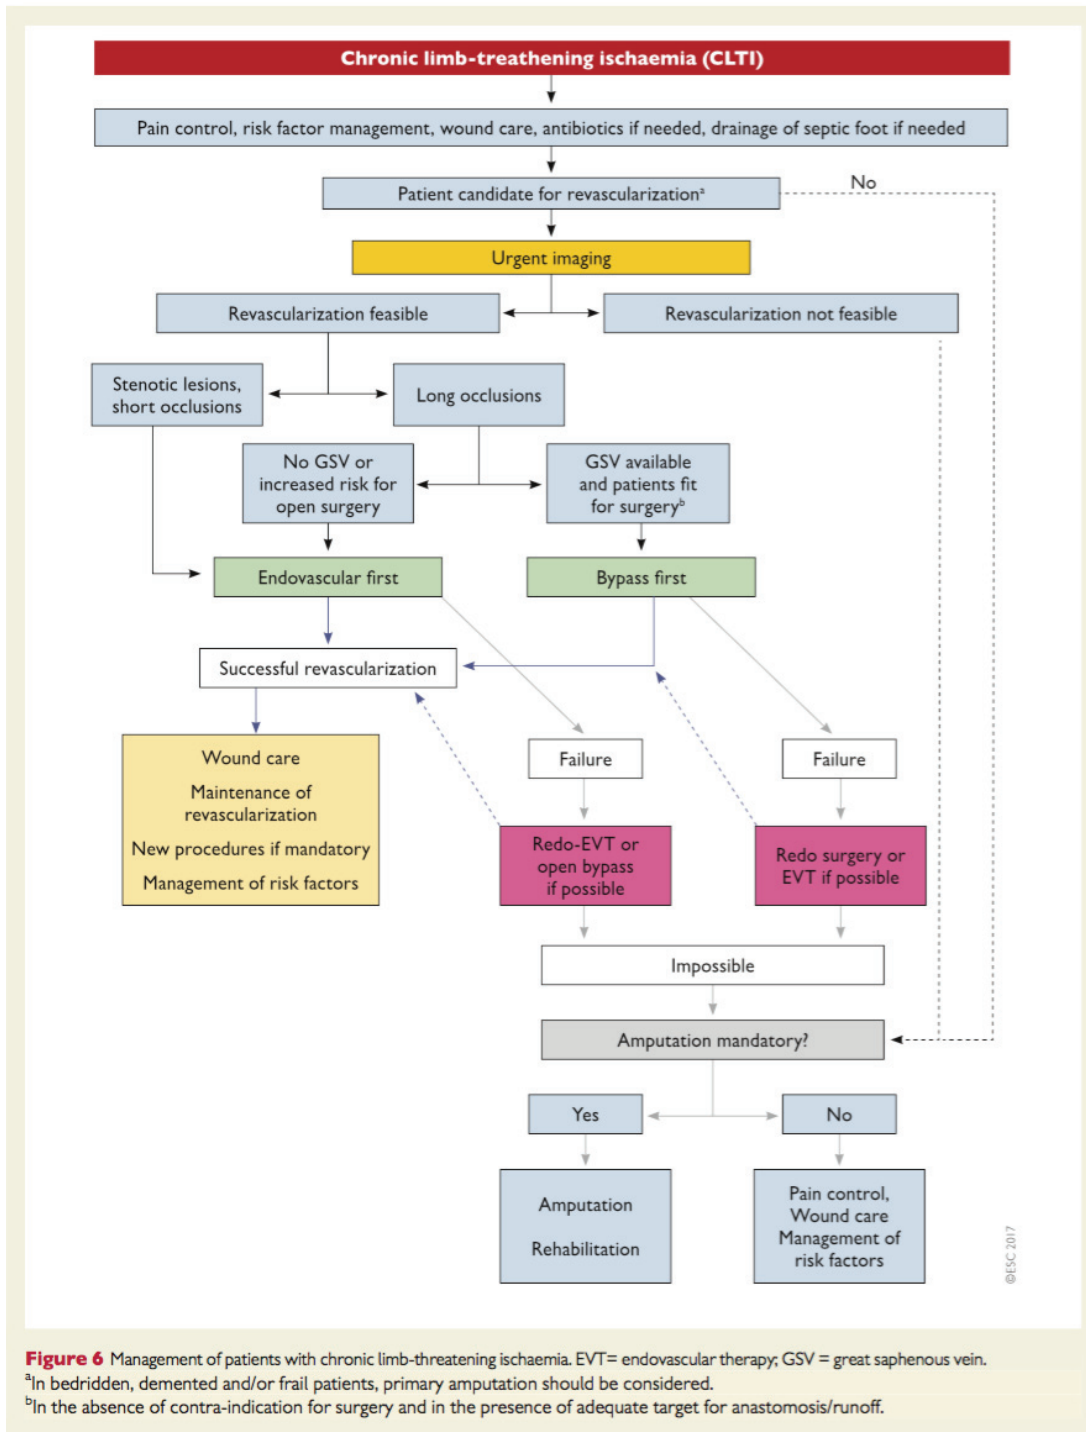 Chronic limb-treathening ischaemia (CLTI)
Pain control, risk factor management, wound care, antibiotics if needed, drainage of septic foot if needed
Patient candidate for revascularizationᵃ
No
Urgent imaging
Revascularization feasible
Revascularization not feasible
Stenotic lesions,
short occlusions
Long occlusions
No GSV or
increased risk for
open surgery
GSV available
and patients fit
for surgeryᵇ
Endovascular first
Bypass first
Successful revascularization
Wound care
Maintenance of
revascularization
New procedures if mandatory
Management of risk factors
Failure
Failure
Redo-EVT or
open bypass
if possible
Redo surgery or
EVT if possible
Impossible
Amputation mandatory?
Yes
No
Amputation
Rehabilitation
Pain control,
Wound care
Management of
risk factors
©ESC 2017
Figure 6 Management of patients with chronic limb-threatening ischaemia. EVT= endovascular therapy; GSV = great saphenous vein.
ᵃIn bedridden, demented and/or frail patients, primary amputation should be considered.
ᵇIn the absence of contra-indication for surgery and in the presence of adequate target for anastomosis/runoff.